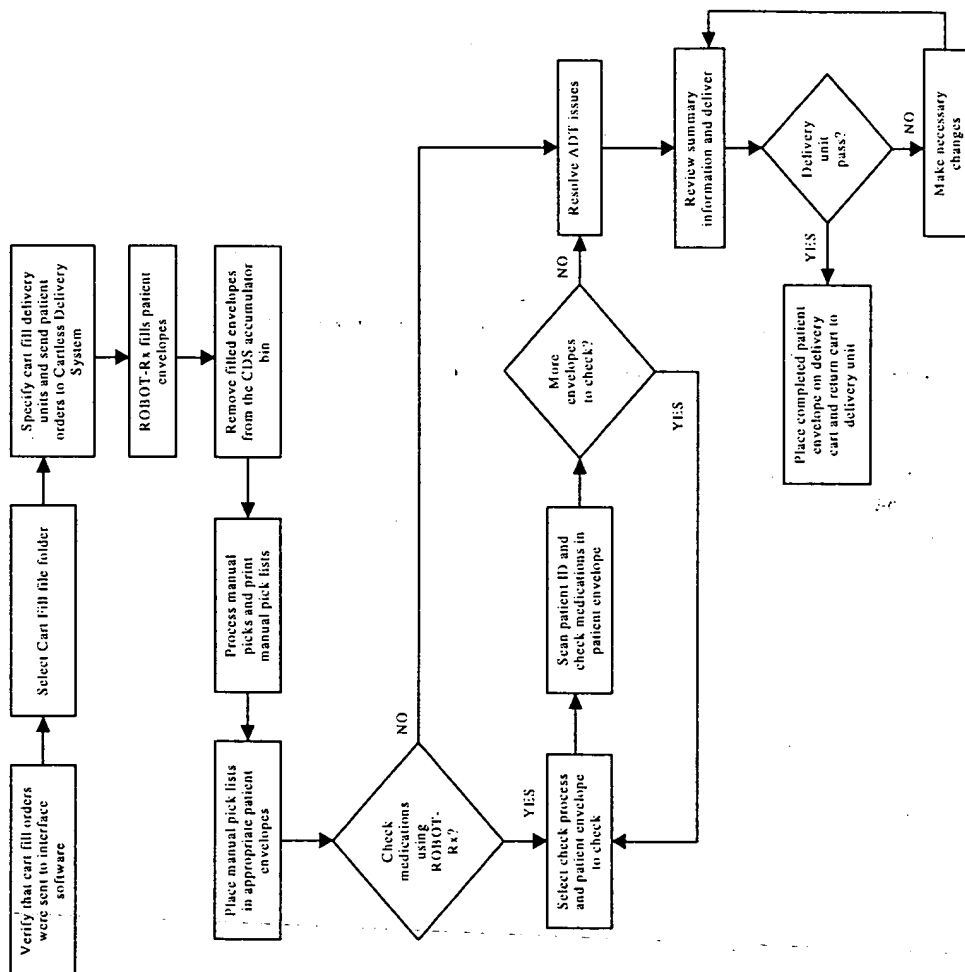 Verify that cart fill orders
were sent to interface
software
Select Cart Fill file folder
Specify cart fill delivery
units and send patient
orders to Cartless Delivery
System
ROBOT-Rx fills patient
envelopes
Remove filled envelopes
from the CDS accumulator
bin
Process manual
picks and print
manual pick lists
Place manual pick lists
in appropriate patient
envelopes
Check
medications
using
ROBOT-
Rx?
NO
YES
Select check process
and patient envelope
to check
Scan patient ID and
check medications in
patient envelope
More
envelopes
to check?
YES
NO
Resolve ADT issues
Review summary
information and deliver
Delivery
unit
pass?
YES
NO
Place completed patient
envelope on delivery
cart and return cart to
delivery unit
Make necessary
changes